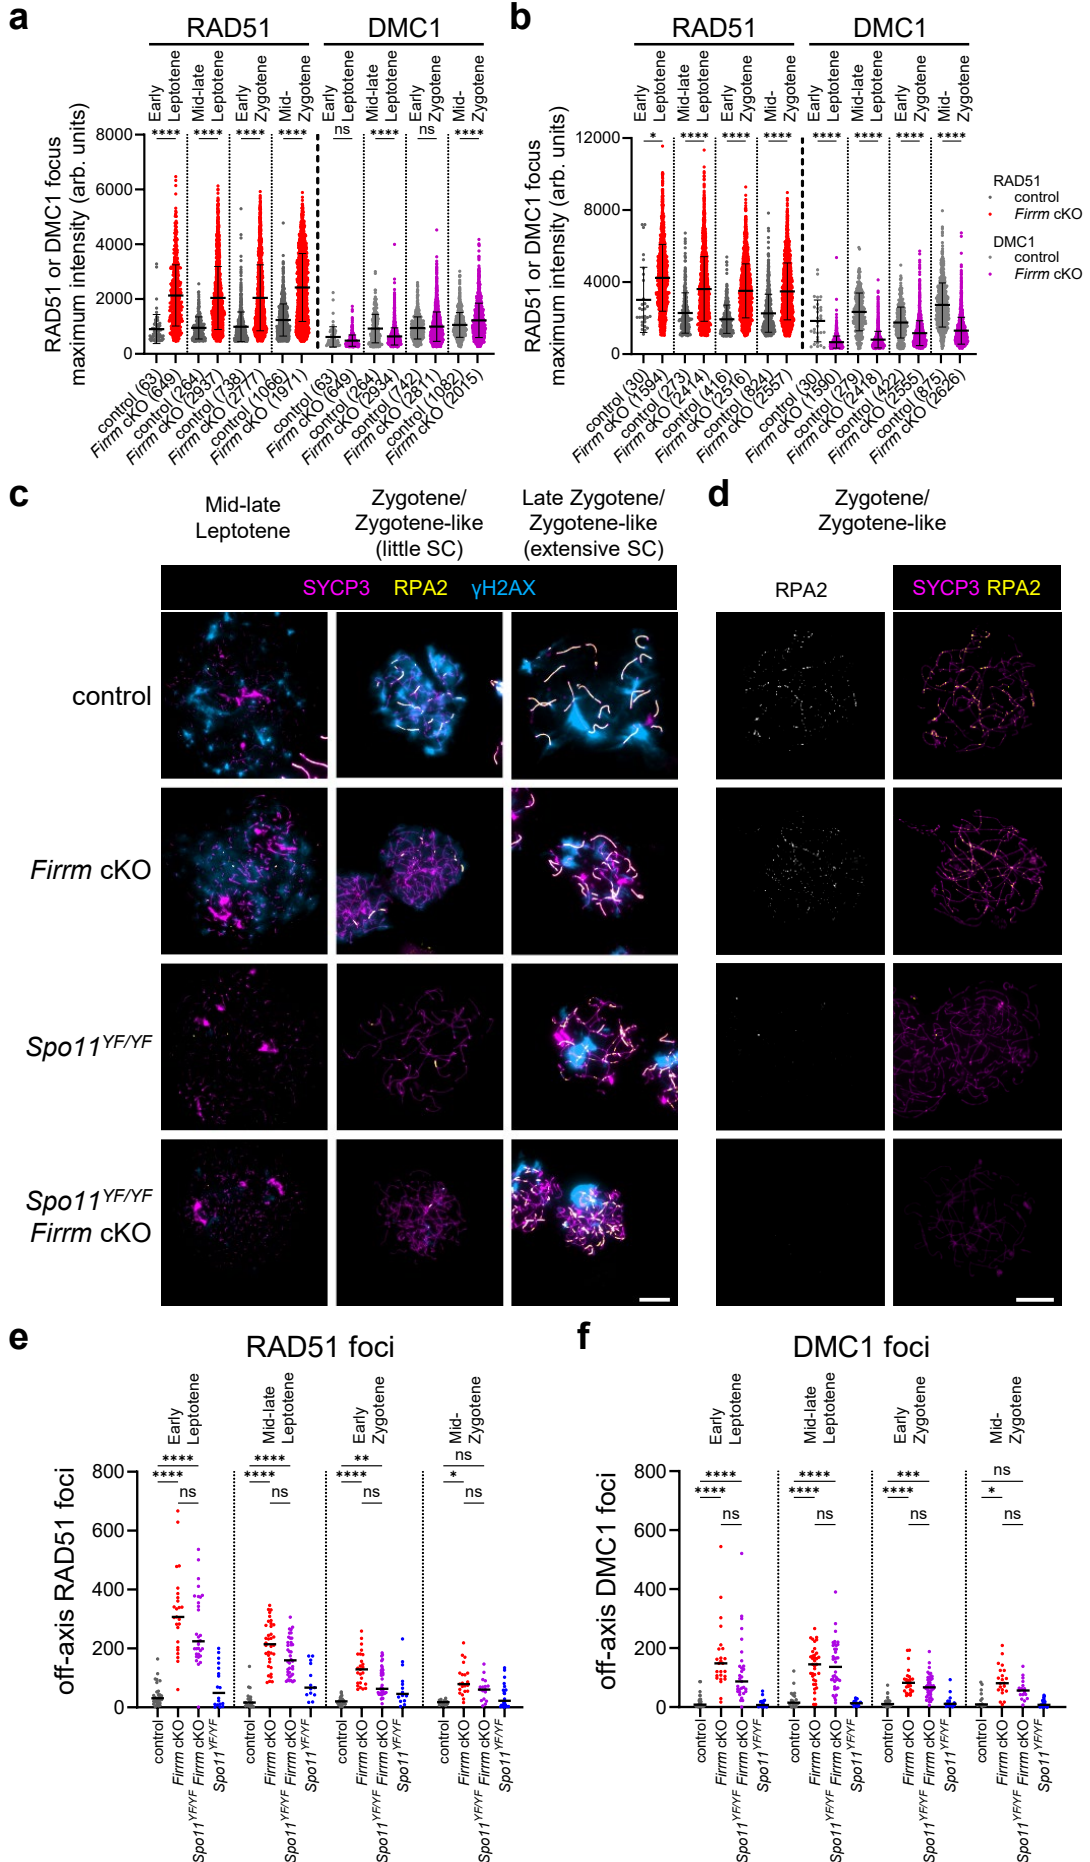 a
RAD51
DMC1
Early
Leptotene
Mid-late
Leptotene
Early
Zygotene
Mid-
Zygotene
Early
Leptotene
Mid-late
Leptotene
Early
Zygotene
Mid-
Zygotene
**** **** **** **** ns **** ns ****
RAD51 or DMC1 focus
maximum intensity (arb. units)
8000
6000
4000
2000
0
control (63)
Firrm cKO (649)
control (264)
Firrm cKO (2937)
control (738)
Firrm cKO (2777)
control (1066)
Firrm cKO (1971)
control (63)
Firrm cKO (649)
control (264)
Firrm cKO (2934)
control (742)
Firrm cKO (2811)
control (1082)
Firrm cKO (2015)
b
RAD51
DMC1
Early
Leptotene
Mid-late
Leptotene
Early
Zygotene
Mid-
Zygotene
Early
Leptotene
Mid-late
Leptotene
Early
Zygotene
Mid-
Zygotene
* **** **** **** **** **** **** ****
RAD51 or DMC1 focus
maximum intensity (arb. units)
12000
8000
4000
0
control (30)
Firrm cKO (1594)
control (273)
Firrm cKO (2414)
control (416)
Firrm cKO (2516)
control (824)
Firrm cKO (2557)
control (30)
Firrm cKO (1590)
control (279)
Firrm cKO (2418)
control (422)
Firrm cKO (2555)
control (875)
Firrm cKO (2626)
RAD51
control
Firrm cKO
DMC1
control
Firrm cKO
c
Mid-late
Leptotene
Zygotene/
Zygotene-like
(little SC)
Late Zygotene/
Zygotene-like
(extensive SC)
SYCP3 RPA2 γH2AX
control
Firrm cKO
Spo11YF/YF
Spo11YF/YF
Firrm cKO
d
Zygotene/
Zygotene-like
RPA2
SYCP3 RPA2
e
RAD51 foci
Early
Leptotene
Mid-late
Leptotene
Early
Zygotene
Mid-
Zygotene
**** **** ** ns
**** **** **** *
ns ns ns ns
off-axis RAD51 foci
800
600
400
200
0
control
Firrm cKO
Spo11YF/YF Firrm cKO
Spo11YF/YF
control
Firrm cKO
Spo11YF/YF Firrm cKO
Spo11YF/YF
control
Firrm cKO
Spo11YF/YF Firrm cKO
Spo11YF/YF
control
Firrm cKO
Spo11YF/YF Firrm cKO
Spo11YF/YF
f
DMC1 foci
Early
Leptotene
Mid-late
Leptotene
Early
Zygotene
Mid-
Zygotene
**** **** *** ns
**** **** **** *
ns ns ns ns
off-axis DMC1 foci
800
600
400
200
0
control
Firrm cKO
Spo11YF/YF Firrm cKO
Spo11YF/YF
control
Firrm cKO
Spo11YF/YF Firrm cKO
Spo11YF/YF
control
Firrm cKO
Spo11YF/YF Firrm cKO
Spo11YF/YF
control
Firrm cKO
Spo11YF/YF Firrm cKO
Spo11YF/YF